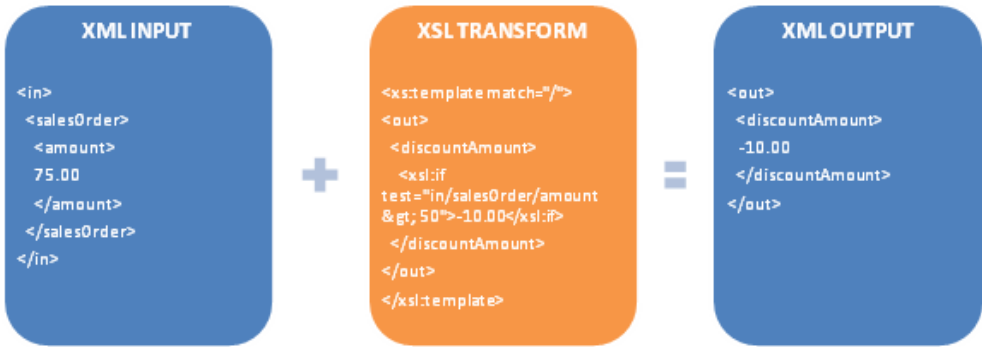 XML INPUT
<in>
<salesOrder>
<amount>
75.00
</amount>
</salesOrder>
</in>
XSL TRANSFORM
<xs:template match="/">
<out>
<discountAmount>
<xsl:if
test="in/salesOrder/amount
&gt; 50">-10.00</xsl:if>
</discountAmount>
</out>
</xsl:template>
XML OUTPUT
<out>
<discountAmount>
-10.00
</discountAmount>
</out>